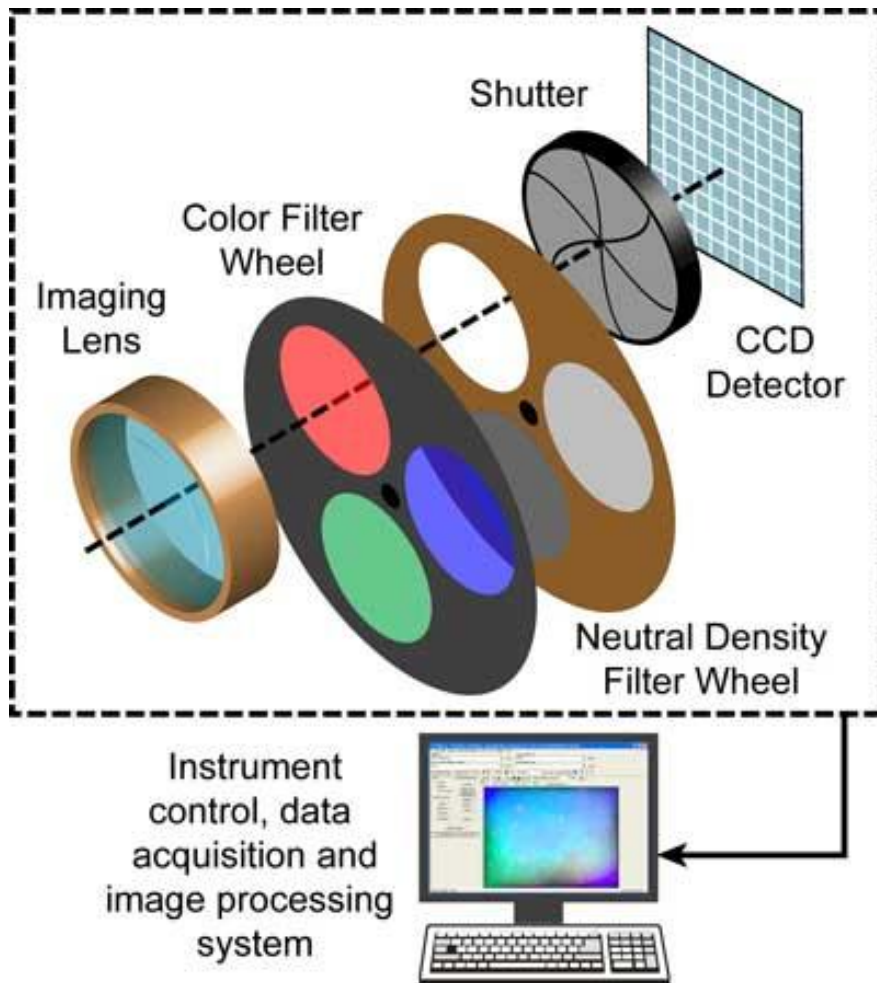 Shutter
Color Filter
Wheel
Imaging
Lens
CCD
Detector
Neutral Density
Filter Wheel
Instrument
control, data
acquisition and
image processing
system